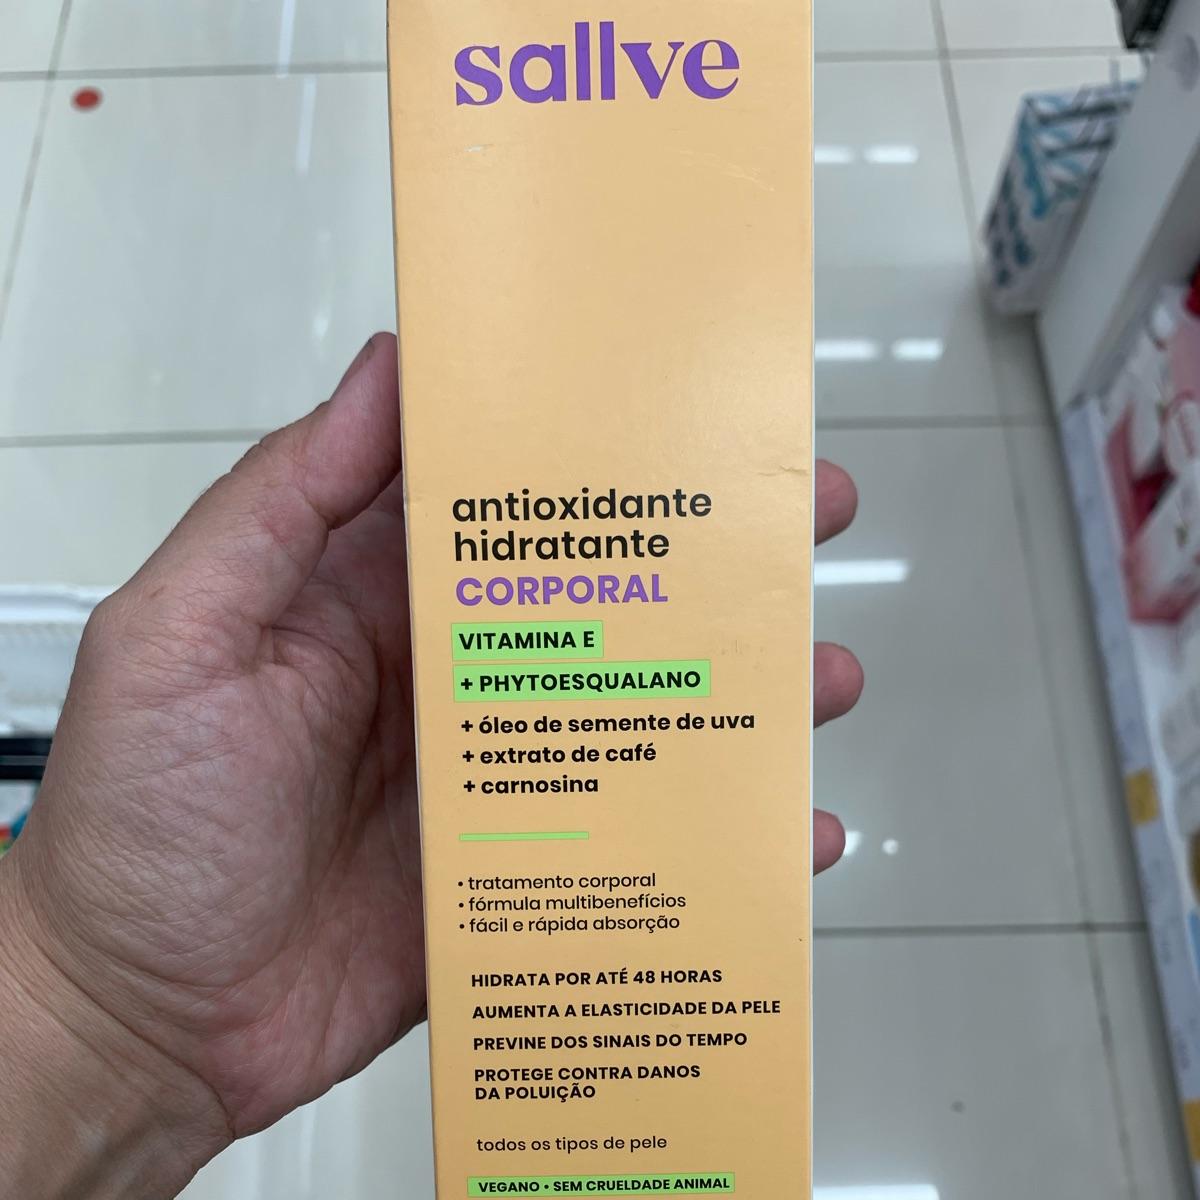 sallve
antioxidante
hidratante
CORPORAL
VITAMINA E
+ PHYTOESQUALANO
+ óleo de semente de uva
+ extrato de café
+ carnosina
• tratamento corporal
• fórmula multibenefícios
• fácil e rápida absorção
HIDRATA POR ATÉ 48 HORAS
AUMENTA A ELASTICIDADE DA PELE
PREVINE DOS SINAIS DO TEMPO
PROTEGE CONTRA DANOS
DA POLUIÇÃO
todos os tipos de pele
VEGANO • SEM CRUELDADE ANIMAL